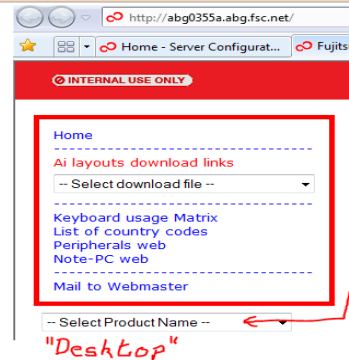 http://abg0355a.abg.fsc.net/
Home - Server Configurat... Fujits
INTERNAL USE ONLY
Home
Ai layouts download links
-- Select download file --
Keyboard usage Matrix
List of country codes
Peripherals web
Note-PC web
Mail to Webmaster
-- Select Product Name --
"Desktop"